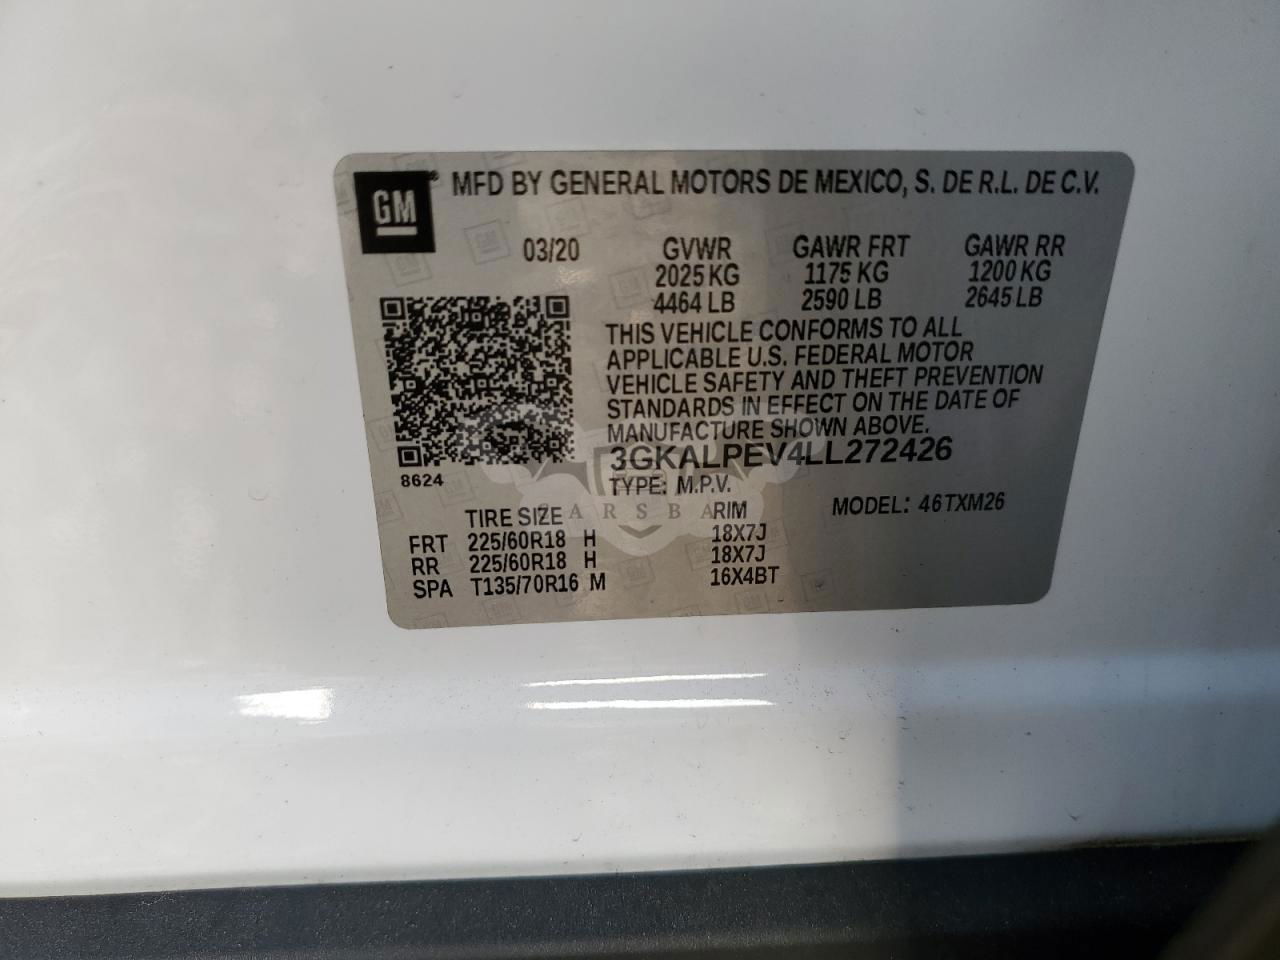 GM
MFD BY GENERAL MOTORS DE MEXICO, S. DE R.L. DE C.V.
03/20 GVWR GAWR FRT GAWR RR
2025 KG 1175 KG 1200 KG
4464 LB 2590 LB 2645 LB
THIS VEHICLE CONFORMS TO ALL
APPLICABLE U.S. FEDERAL MOTOR
VEHICLE SAFETY AND THEFT PREVENTION
STANDARDS IN EFFECT ON THE DATE OF
MANUFACTURE SHOWN ABOVE.
3GKALPEV4LL272426
8624
TYPE: M.P.V.
MODEL: 46TXM26
TIRE SIZE RIM
FRT 225/60R18 H 18X7J
RR 225/60R18 H 18X7J
SPA T135/70R16 M 16X4BT